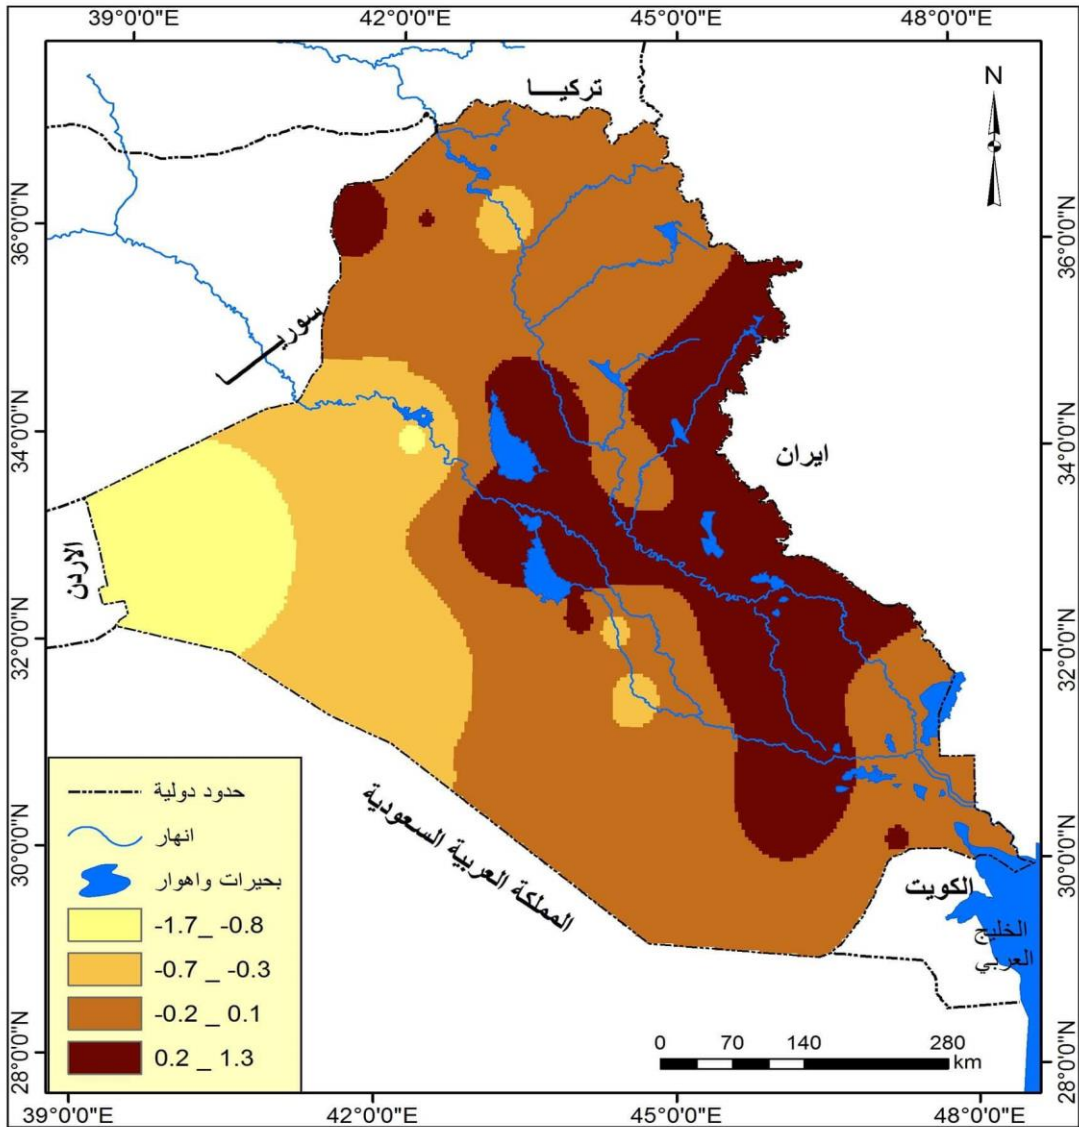 39°0'0"E 42°0'0"E 45°0'0"E 48°0'0"E
N
تركيـــا
36°0'0"N
36°0'0"N
سوريا
34°0'0"N
34°0'0"N
ايران
الاردن
32°0'0"N
32°0'0"N
المملكة العربية السعودية
30°0'0"N
30°0'0"N
الكويت
الخليج
العربي
28°0'0"N
28°0'0"N
حدود دولية
انهار
بحيرات واهوار
-1.7_ -0.8
-0.7 _ -0.3
-0.2 _ 0.1
0.2 _ 1.3
0 70 140 280
km
39°0'0"E 42°0'0"E 45°0'0"E 48°0'0"E